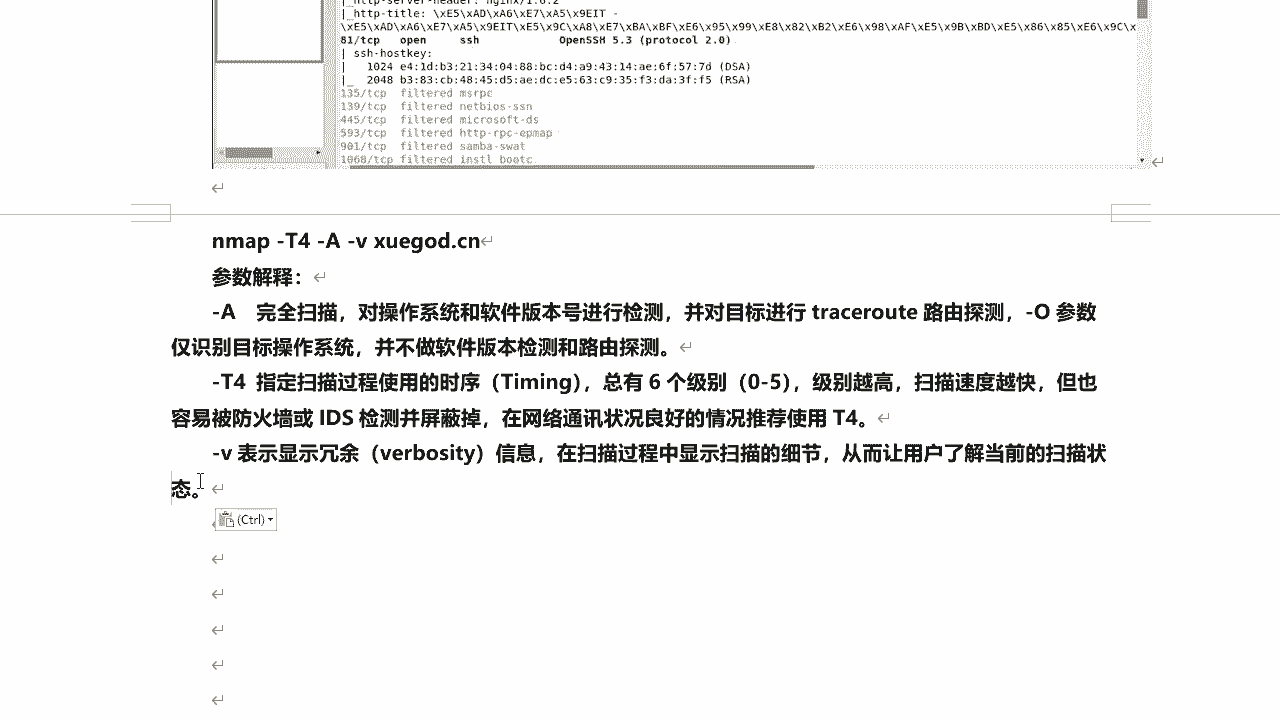 |_http-server-header: nginx/1.6.2
|_http-title: \xE5\xAD\xA6\xE7\xA5\x9EIT -
\xE5\xAD\xA6\xE7\xA5\x9EIT\xE5\x9C\xA8\xE7\xBA\xBF\xE6\x95\x99\xE8\x82\xB2\xE6\x98\xAF\xE5\x9B\xBD\xE5\x86\x85\xE6\x9C\x
81/tcp open ssh OpenSSH 5.3 (protocol 2.0)
| ssh-hostkey:
| 1024 e4:1d:b3:21:34:04:88:bc:d4:a9:43:14:ae:6f:57:7d (DSA)
|_ 2048 b3:83:cb:48:45:d5:ae:dc:e5:63:c9:35:f3:da:3f:f5 (RSA)
135/tcp filtered msrpc
139/tcp filtered netbios-ssn
445/tcp filtered microsoft-ds
593/tcp filtered http-rpc-epmap
901/tcp filtered samba-swat
1068/tcp filtered instl_bootc
nmap -T4 -A -v xuegod.cn
参数解释：
-A 完全扫描，对操作系统和软件版本号进行检测，并对目标进行 traceroute 路由探测，-O 参数
仅识别目标操作系统，并不做软件版本检测和路由探测。
-T4 指定扫描过程使用的时序（Timing），总有 6 个级别（0-5），级别越高，扫描速度越快，但也
容易被防火墙或 IDS 检测并屏蔽掉，在网络通讯状况良好的情况推荐使用 T4。
-v 表示显示冗余（verbosity）信息，在扫描过程中显示扫描的细节，从而让用户了解当前的扫描状
态。
(Ctrl)